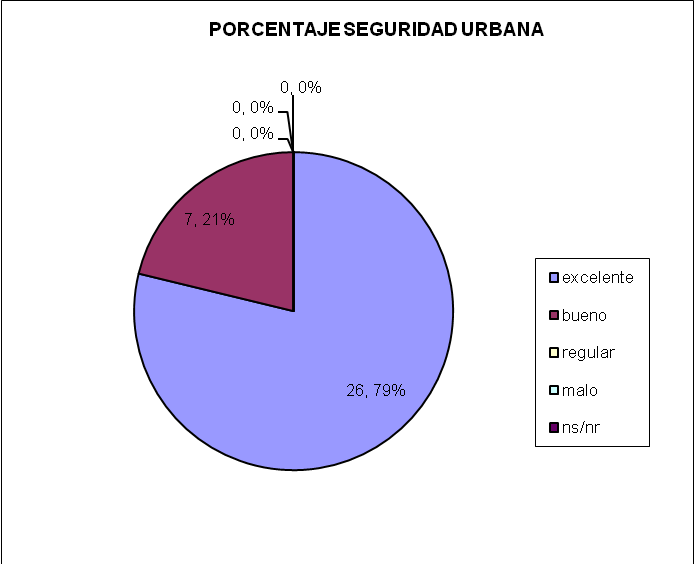 PORCENTAJE SEGURIDAD URBANA
0, 0%
0, 0%
0, 0%
7, 21%
26, 79%
excelente
bueno
regular
malo
ns/nr